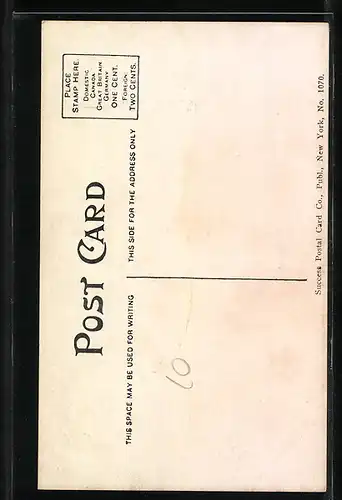 PLACE
STAMP HERE.
DOMESTIC
CANADA
GREAT BRITAIN
GERMANY
ONE CENT.
FOREIGN
TWO CENTS.
POST CARD
THIS SPACE MAY BE USED FOR WRITING
THIS SIDE FOR THE ADDRESS ONLY
10
Success Postal Card Co., Publ., New York, No. 1070.